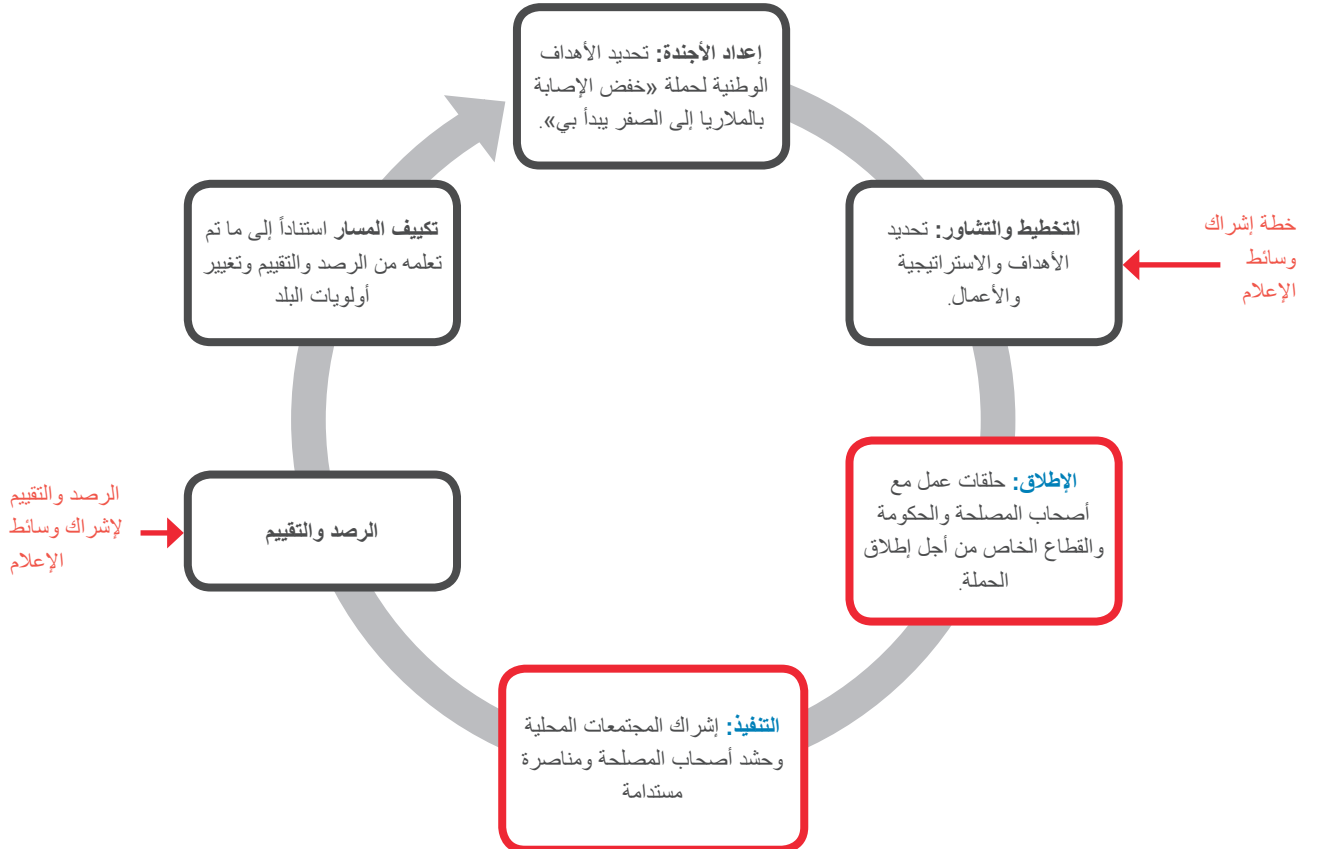 إعداد الأجندة: تحديد الأهداف
الوطنية لحملة «خفض الإصابة
بالملاريا إلى الصفر يبدأ بي».
التخطيط والتشاور: تحديد
الأهداف والاستراتيجية
والأعمال.
خطة إشراك
وسائط
الإعلام
الإطلاق: حلقات عمل مع
أصحاب المصلحة والحكومة
والقطاع الخاص من أجل إطلاق
الحملة.
التنفيذ: إشراك المجتمعات المحلية
وحشد أصحاب المصلحة ومناصرة
مستدامة
الرصد والتقييم
الرصد والتقييم
لإشراك وسائط
الإعلام
تكييف المسار استناداً إلى ما تم
تعلمه من الرصد والتقييم وتغيير
أولويات البلد